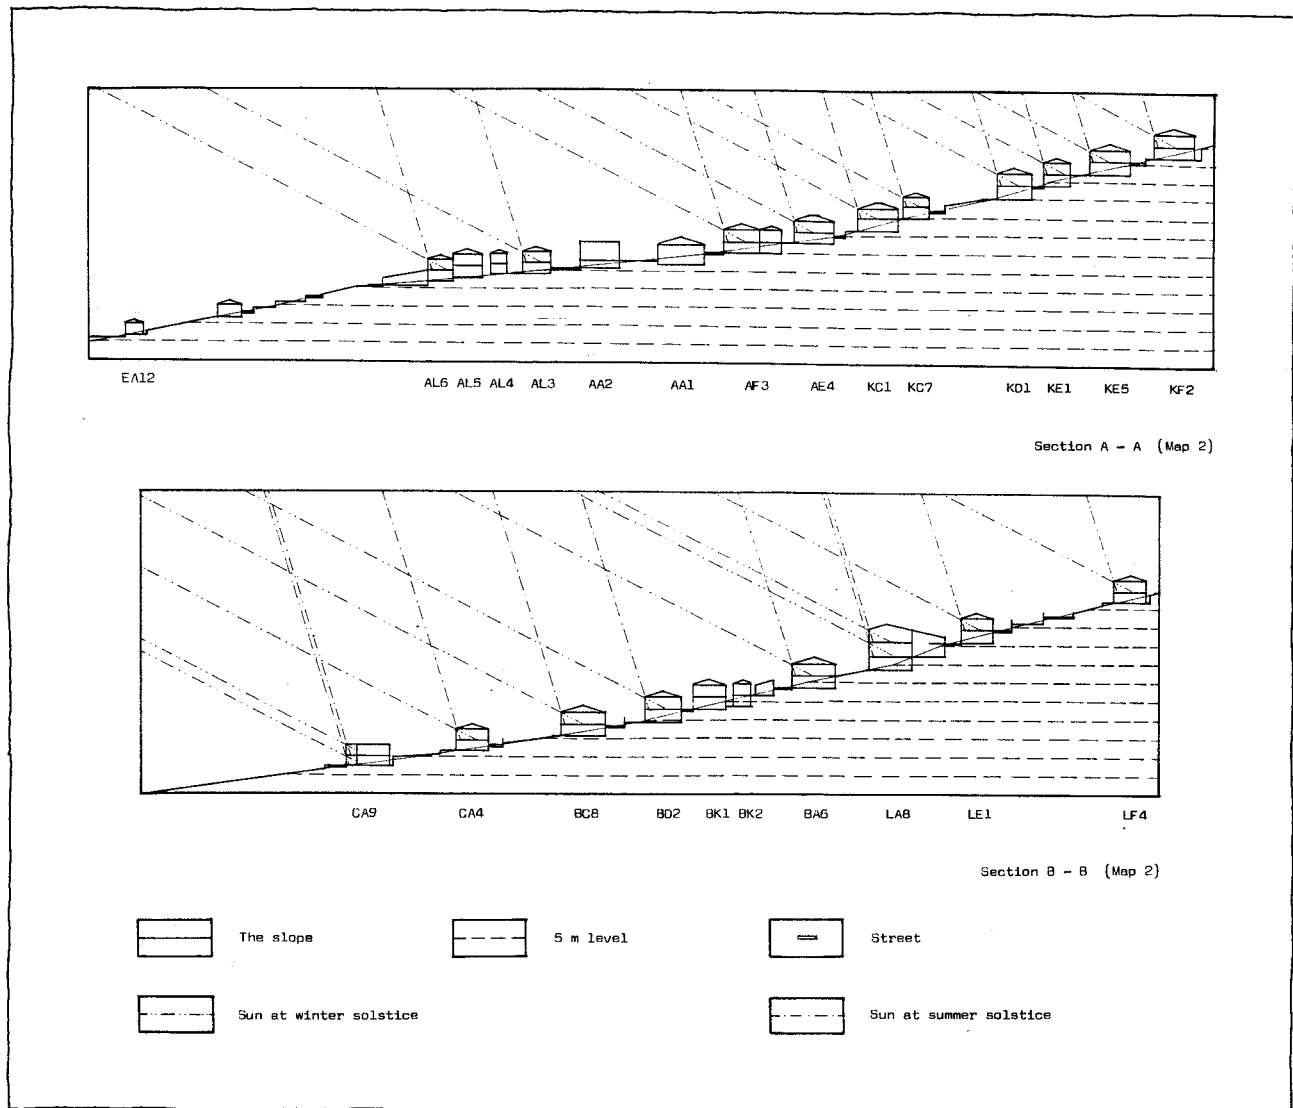 EA12 AL6 AL5 AL4 AL3 AA2 AA1 AF3 AE4 KC1 KC7 KD1 KE1 KE5 KF2
Section A - A (Map 2)
CA9 CA4 BC8 BD2 BK1 BK2 BA6 LA8 LE1 LF4
Section B - B (Map 2)
The slope 5 m level Street
Sun at winter solstice Sun at summer solstice